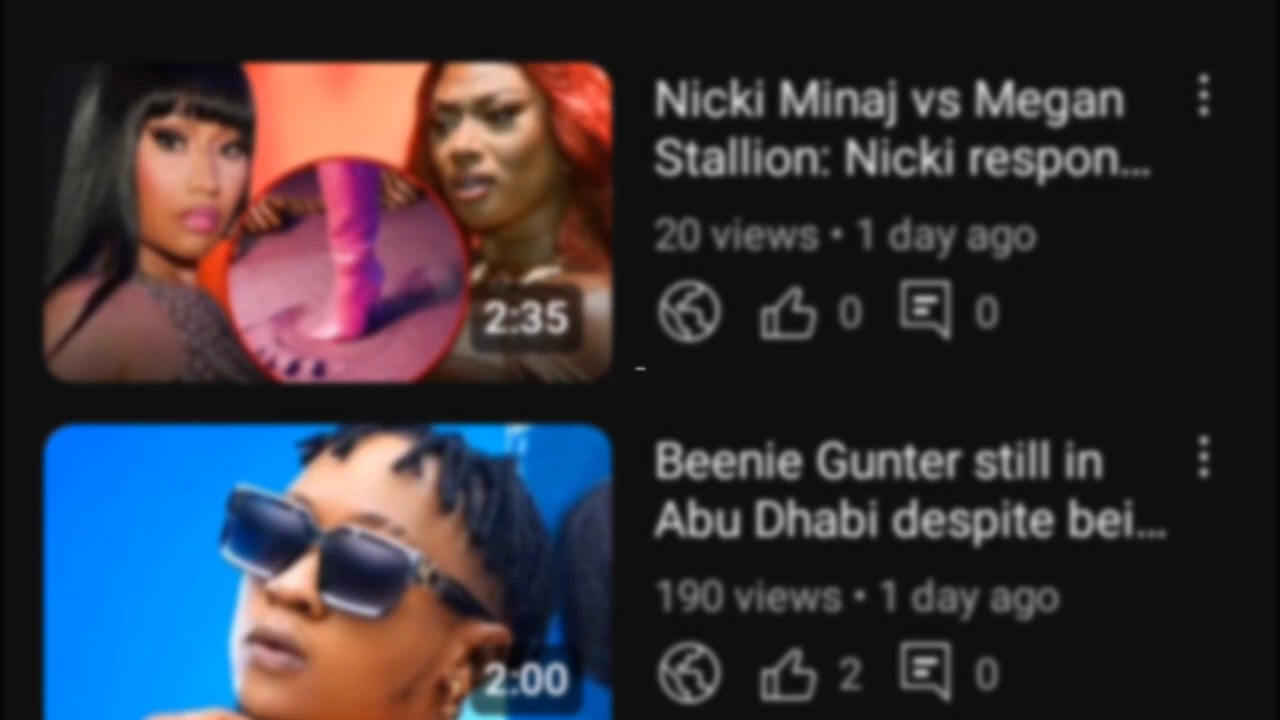 Nicki Minaj vs Megan
Stallion: Nicki respon...
20 views • 1 day ago
0 0
2:35
Beenie Gunter still in
Abu Dhabi despite bei...
190 views • 1 day ago
2 0
2:00